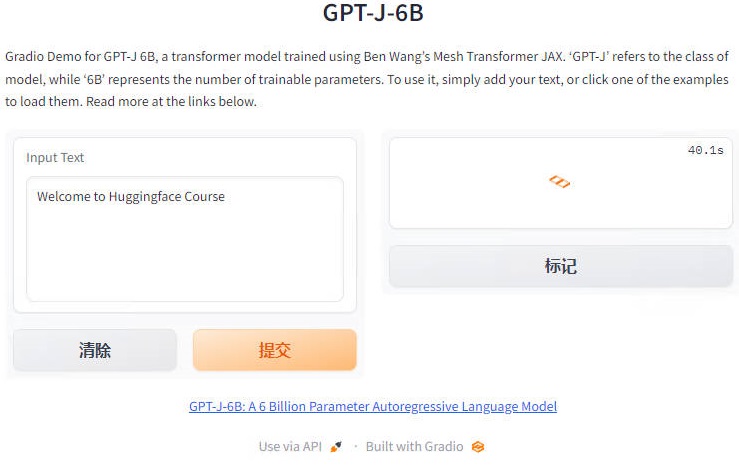 GPT-J-6B
Gradio Demo for GPT-J 6B, a transformer model trained using Ben Wang’s Mesh Transformer JAX. ‘GPT-J’ refers to the class of
model, while ‘6B’ represents the number of trainable parameters. To use it, simply add your text, or click one of the examples
to load them. Read more at the links below.
Input Text
Welcome to Huggingface Course
清除
提交
40.1s
标记
GPT-J-6B: A 6 Billion Parameter Autoregressive Language Model
Use via API · Built with Gradio